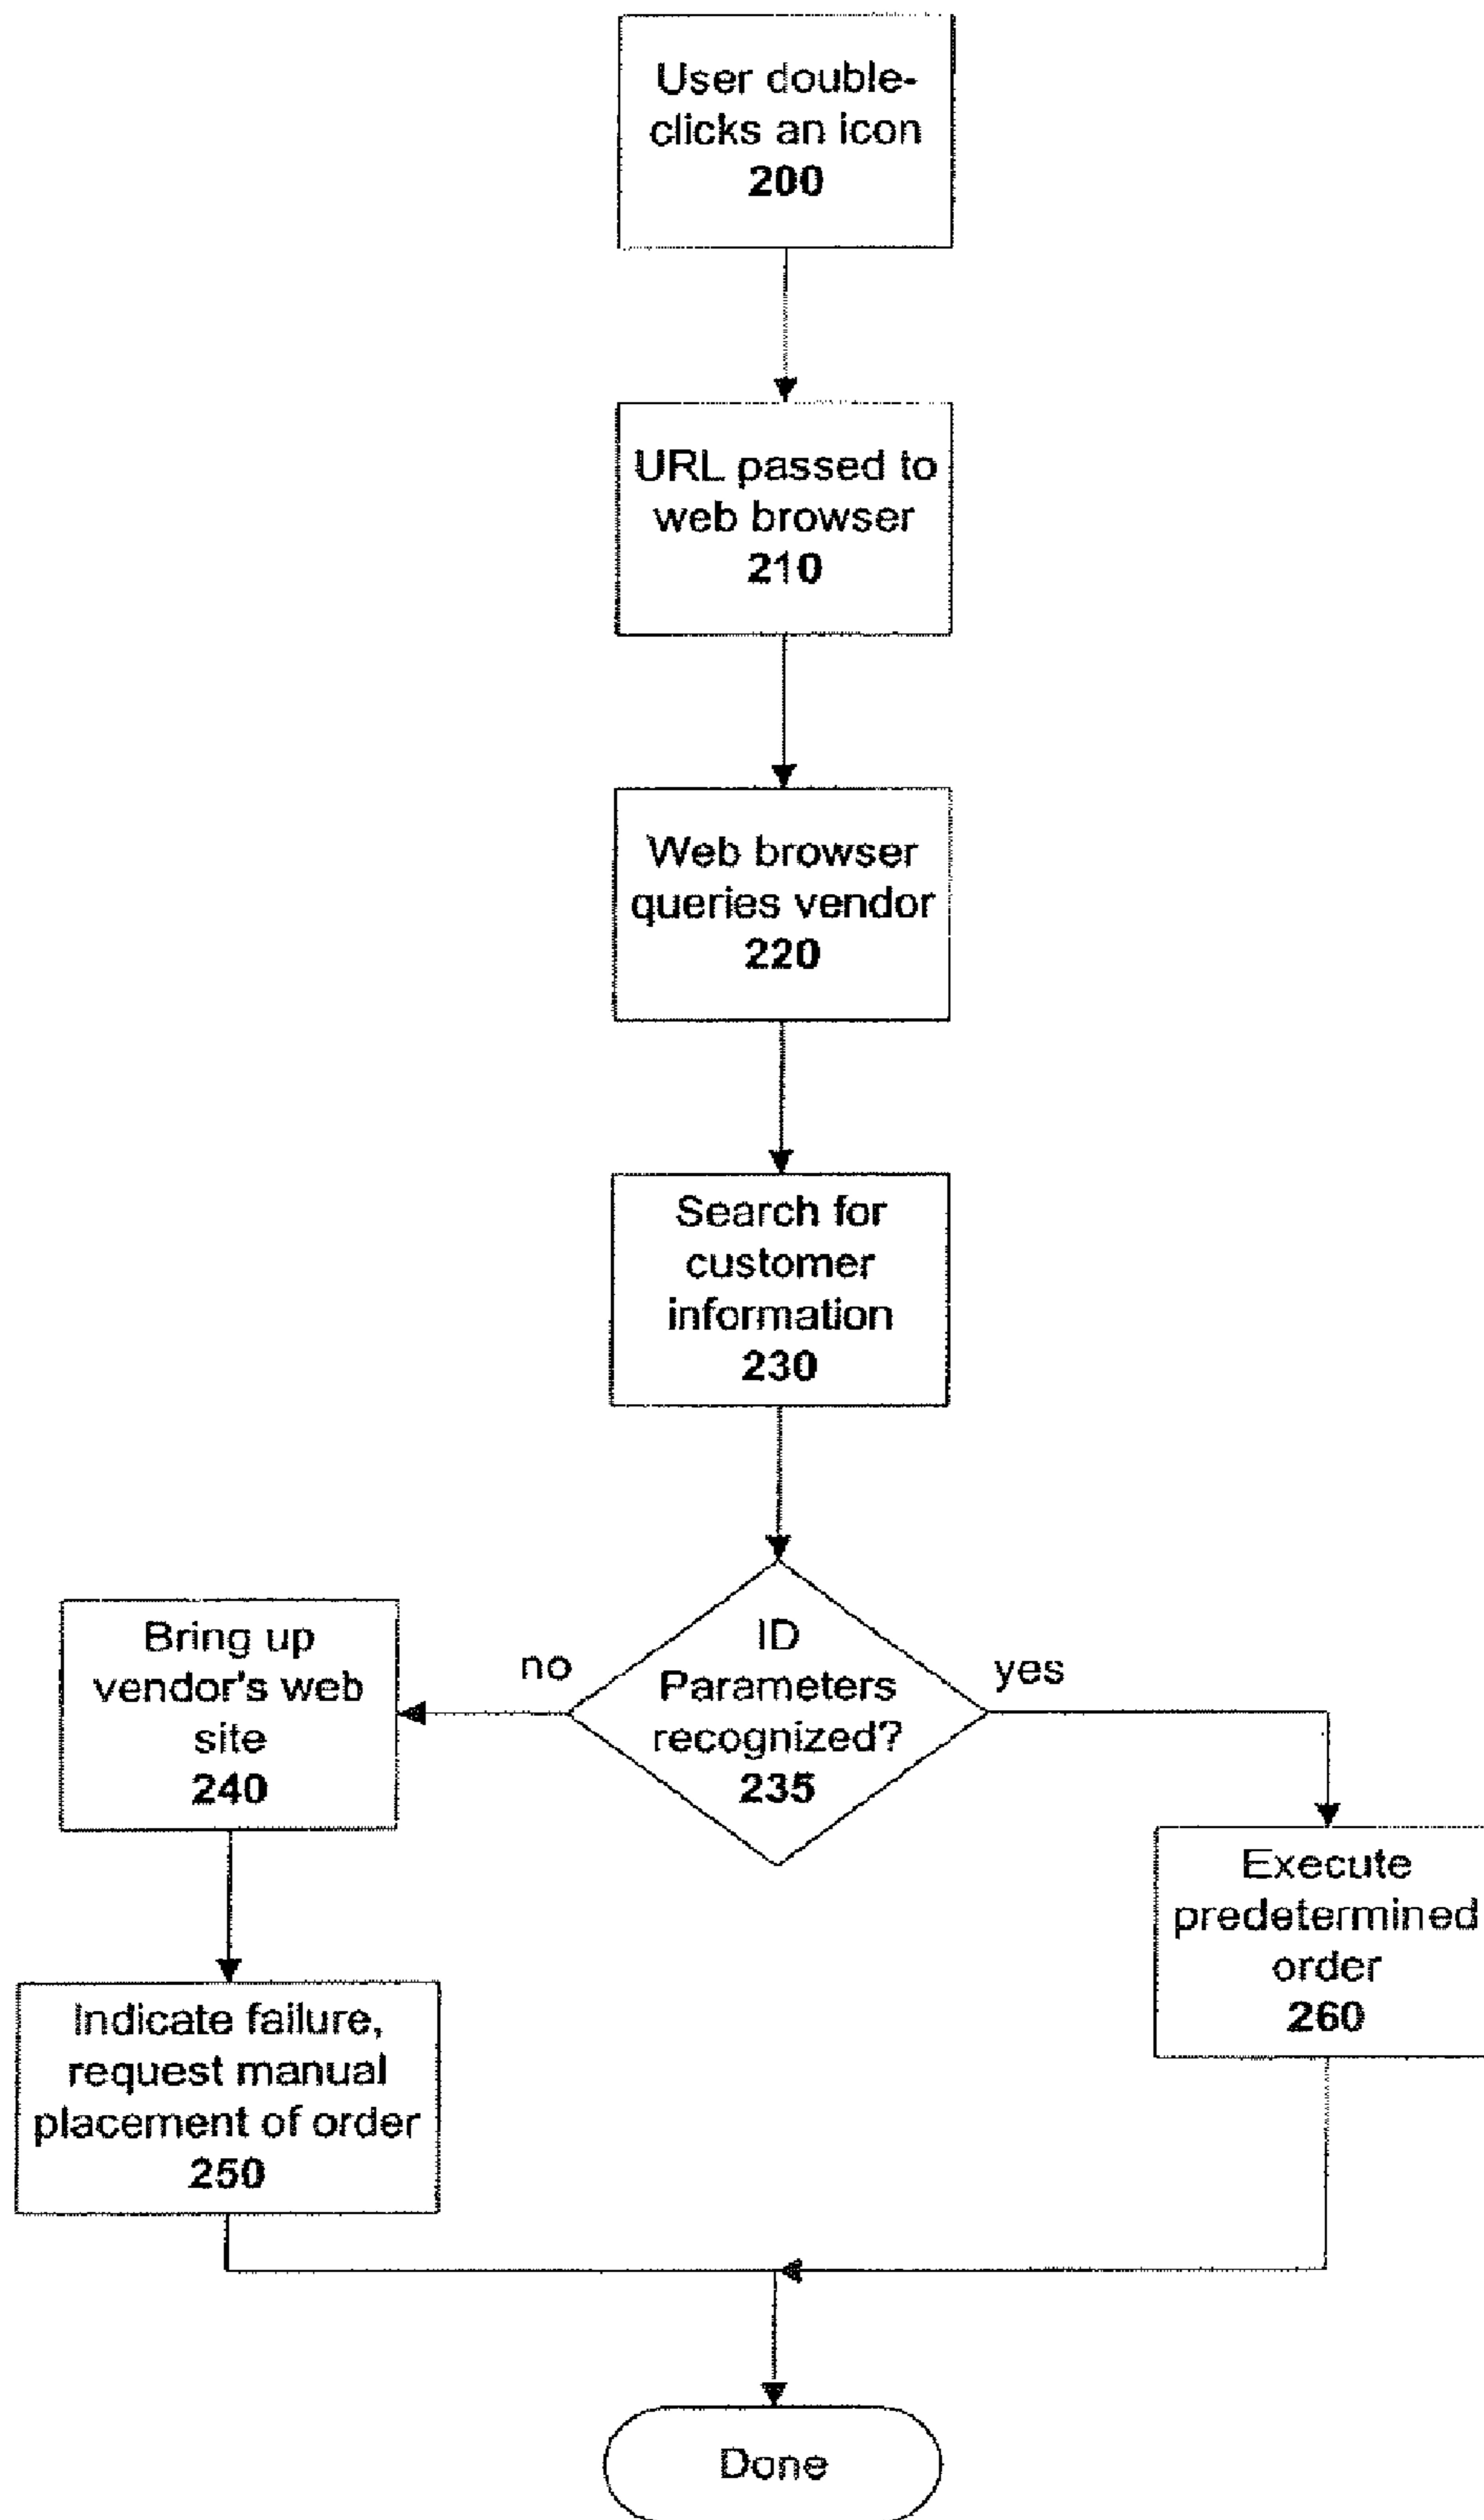 User double-
clicks an icon
200
URL passed to
web browser
210
Web browser
queries vendor
220
Search for
customer
information
230
ID
Parameters
recognized?
235
no
yes
Bring up
vendor's web
site
240
Execute
predetermined
order
260
Indicate failure,
request manual
placement of order
250
Done